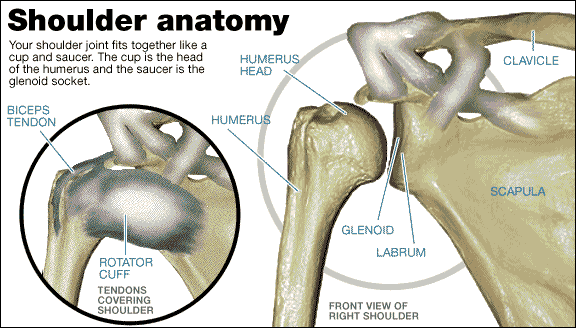 Shoulder anatomy
Your shoulder joint fits together like a
cup and saucer. The cup is the head
of the humerus and the saucer is the
glenoid socket.
BICEPS
TENDON
ROTATOR
CUFF
TENDONS
COVERING
SHOULDER
HUMERUS
HEAD
HUMERUS
CLAVICLE
SCAPULA
GLENOID
LABRUM
FRONT VIEW OF
RIGHT SHOULDER